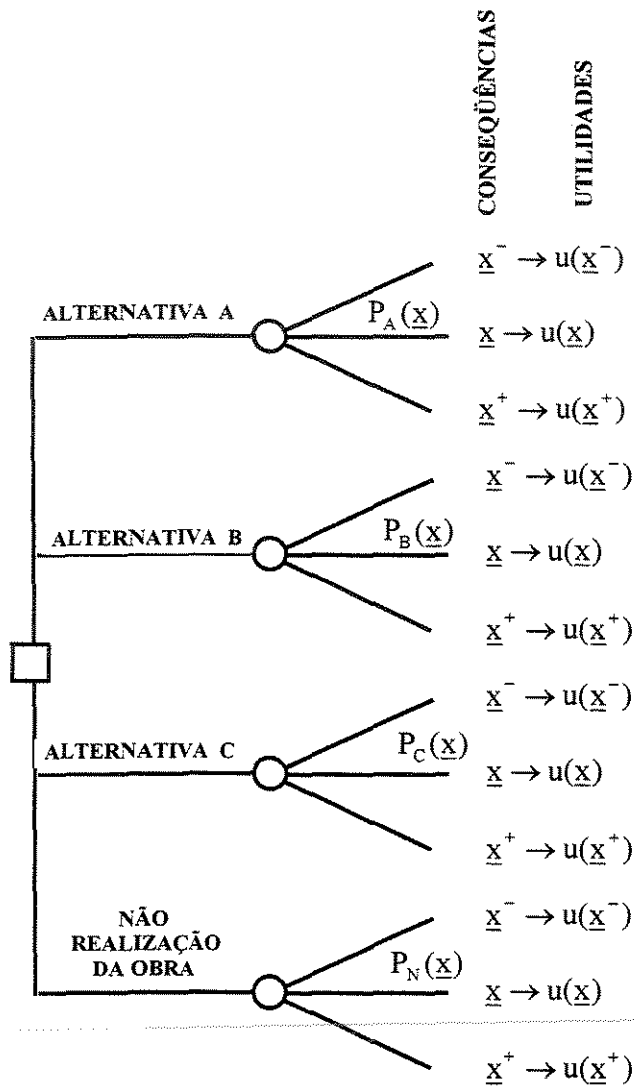 CONSEQÜÊNCIAS
UTILIDADES
x⁻ → u(x⁻)
ALTERNATIVA A
P_A(x)
x → u(x)
x⁺ → u(x⁺)
x⁻ → u(x⁻)
ALTERNATIVA B
P_B(x)
x → u(x)
x⁺ → u(x⁺)
x⁻ → u(x⁻)
ALTERNATIVA C
P_C(x)
x → u(x)
x⁺ → u(x⁺)
x⁻ → u(x⁻)
NÃO
REALIZAÇÃO
DA OBRA
P_N(x)
x → u(x)
x⁺ → u(x⁺)